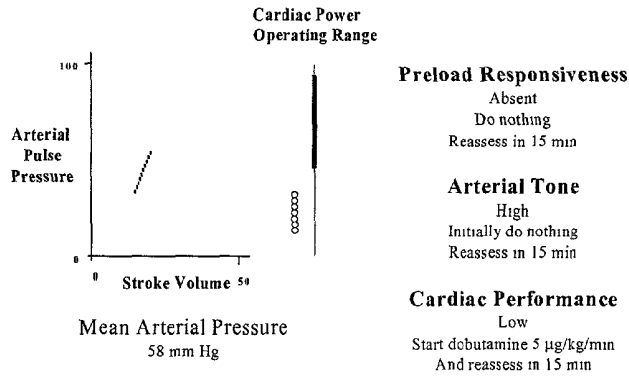 Cardiac Power
Operating Range
100
Arterial
Pulse
Pressure
0
0
Stroke Volume 50
Mean Arterial Pressure
58 mm Hg
Preload Responsiveness
Absent
Do nothing
Reassess in 15 min
Arterial Tone
High
Initially do nothing
Reassess in 15 min
Cardiac Performance
Low
Start dobutamine 5 μg/kg/min
And reassess in 15 min